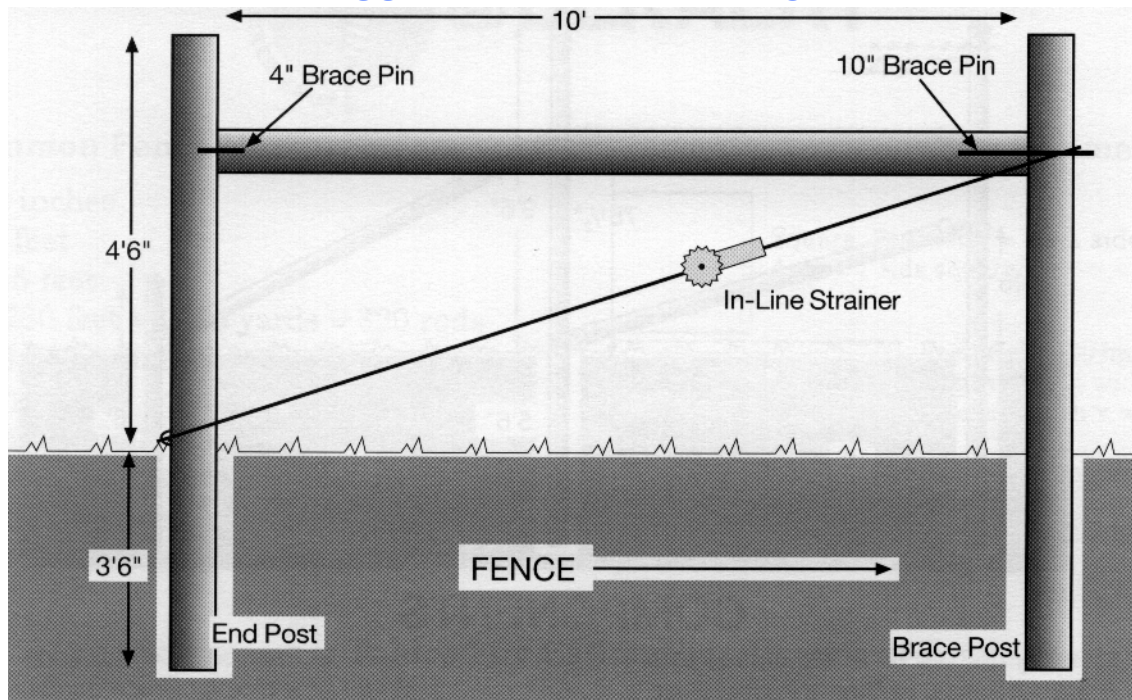 10'
4" Brace Pin
10" Brace Pin
4'6"
In-Line Strainer
3'6"
FENCE
End Post
Brace Post